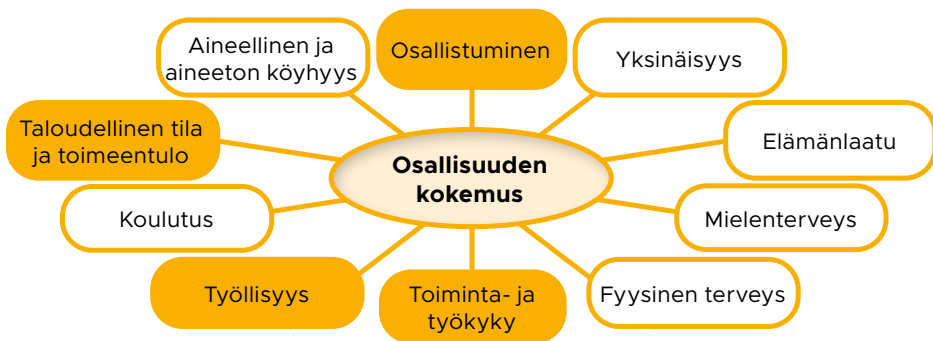 Aineellinen ja
aineeton köyhyys
Osallistuminen
Yksinäisyys
Taloudellinen tila
ja toimeentulo
Elämänlaatu
Osallisuuden
kokemus
Koulutus
Mielenterveys
Työllisyys
Toiminta- ja
työkyky
Fyysinen terveys